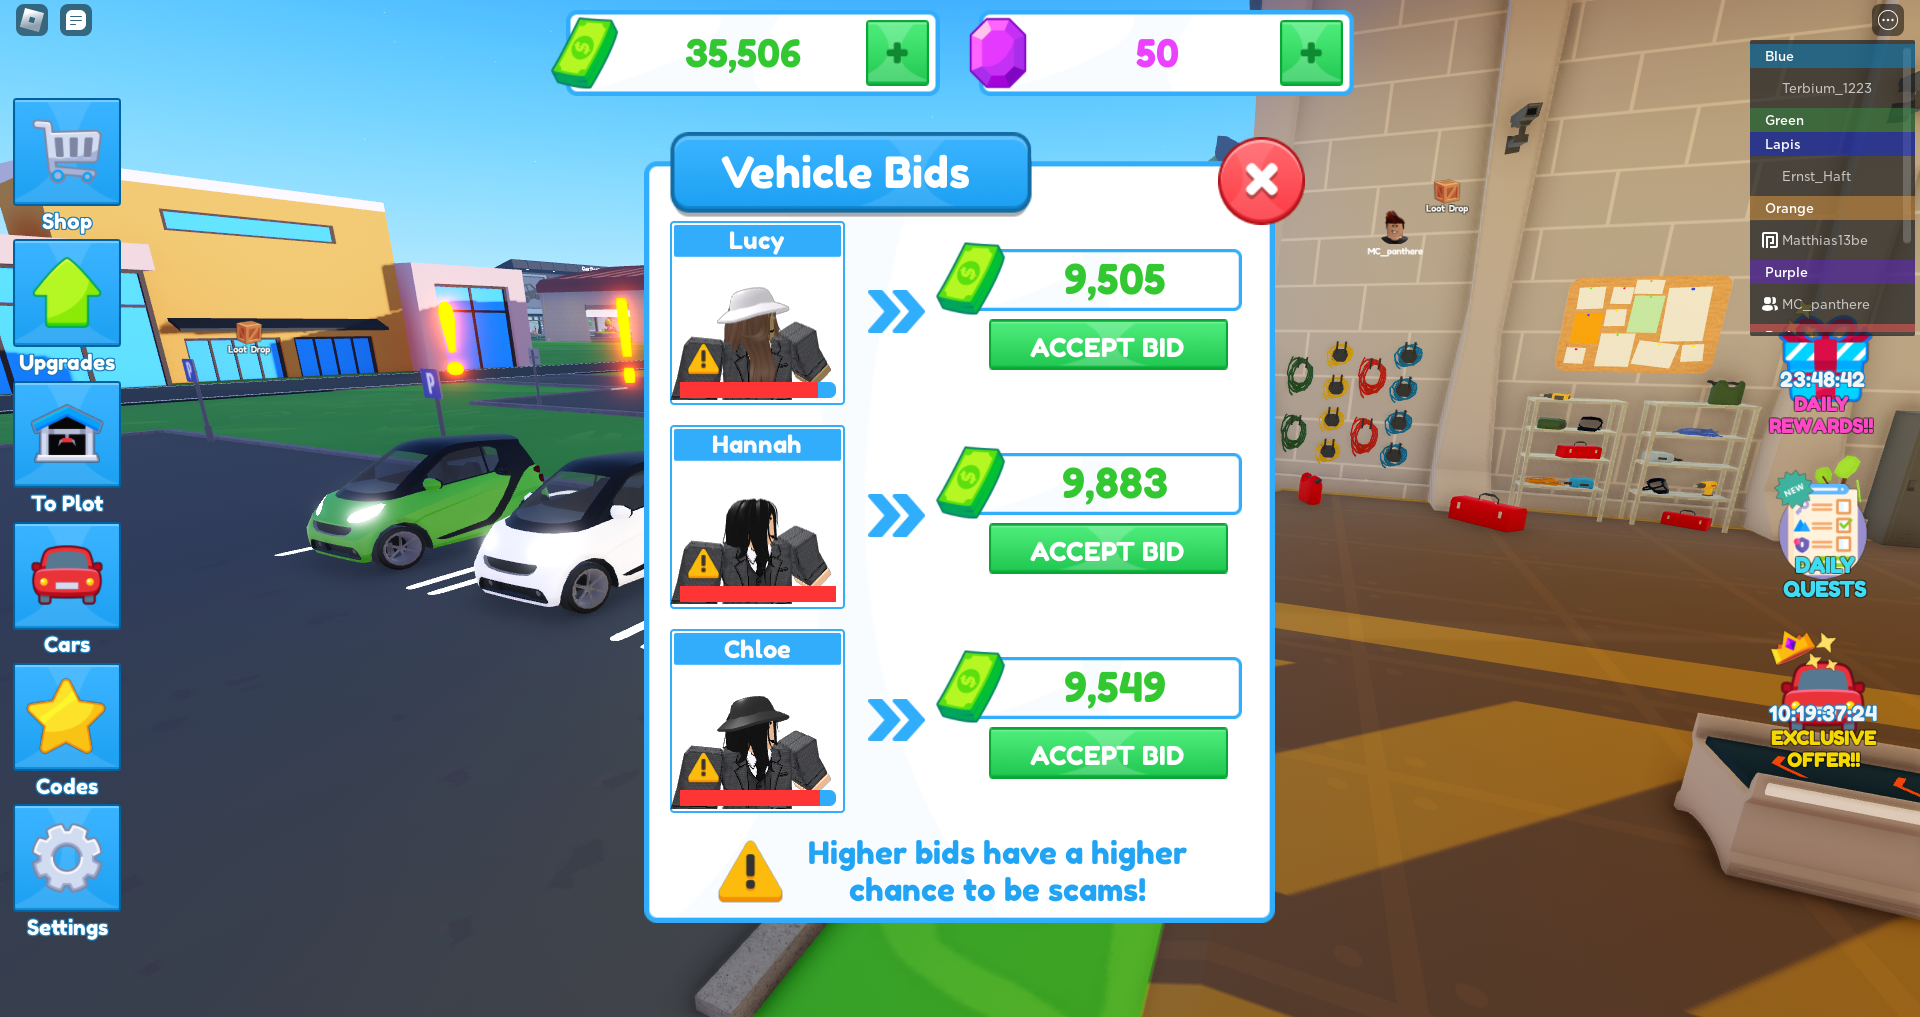 35,506
50
Blue
Terbium_1223
Green
Lapis
Ernst_Haft
Orange
Matthias13be
Purple
MC_panthere
Shop
Upgrades
To Plot
Cars
Codes
Settings
Loot Drop
P
P
Vehicle Bids
Lucy
9,505
ACCEPT BID
Hannah
9,883
ACCEPT BID
Chloe
9,549
ACCEPT BID
Higher bids have a higher
chance to be scams!
Loot Drop
MC_panthere
23:48:42
DAILY
REWARDS!!
NEW
DAILY
QUESTS
10:19:37:24
EXCLUSIVE
OFFER!!